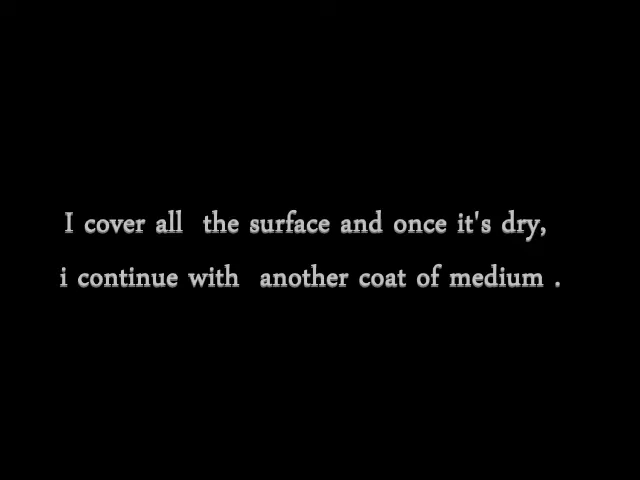 I cover all  the surface and once it's dry,
i continue with  another coat of medium .